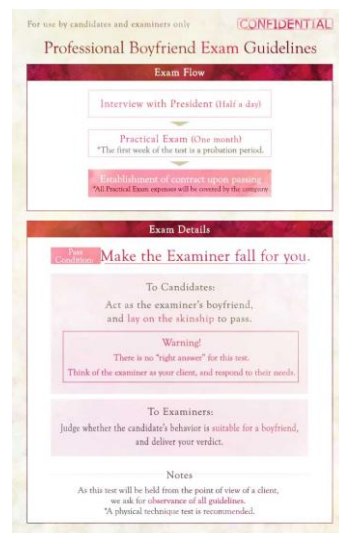 For use by candidates and examiners only
CONFIDENTIAL
Professional Boyfriend Exam Guidelines
Exam Flow
Interview with President (Half a day)
Practical Exam (One month)
*The first week of the test is a probation period.
Establishment of contract upon passing
*All Practical Exam expenses will be covered by the company
Exam Details
Pass
Condition:
Make the Examiner fall for you.
To Candidates:
Act as the examiner's boyfriend,
and lay on the skinship to pass.
Warning!
There is no "right answer" for this test.
Think of the examiner as your client, and respond to their needs.
To Examiners:
Judge whether the candidate's behavior is suitable for a boyfriend,
and deliver your verdict.
Notes
As this test will be held from the point of view of a client,
we ask for observance of all guidelines.
*A physical technique test is recommended.